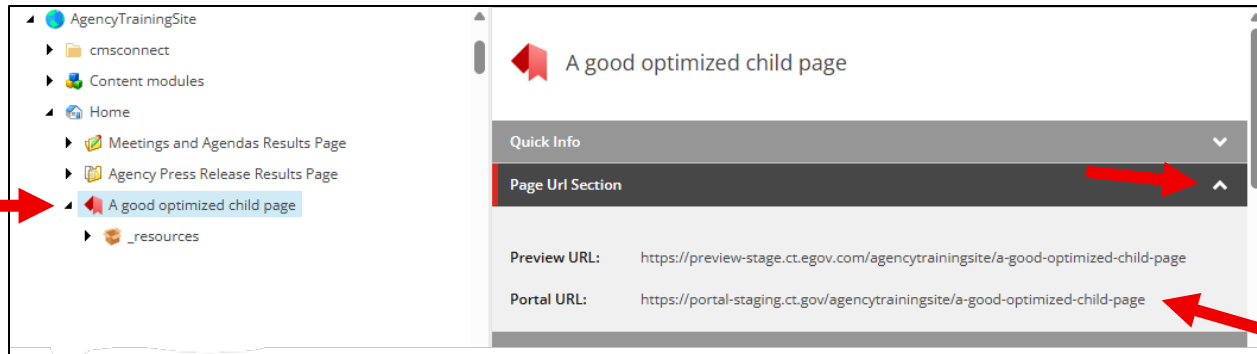 AgencyTrainingSite
cmsconnect
Content modules
Home
Meetings and Agendas Results Page
Agency Press Release Results Page
A good optimized child page
_resources
A good optimized child page
Quick Info
Page Url Section
Preview URL: https://preview-stage.ct.egov.com/agencytrainingsite/a-good-optimized-child-page
Portal URL: https://portal-staging.ct.gov/agencytrainingsite/a-good-optimized-child-page